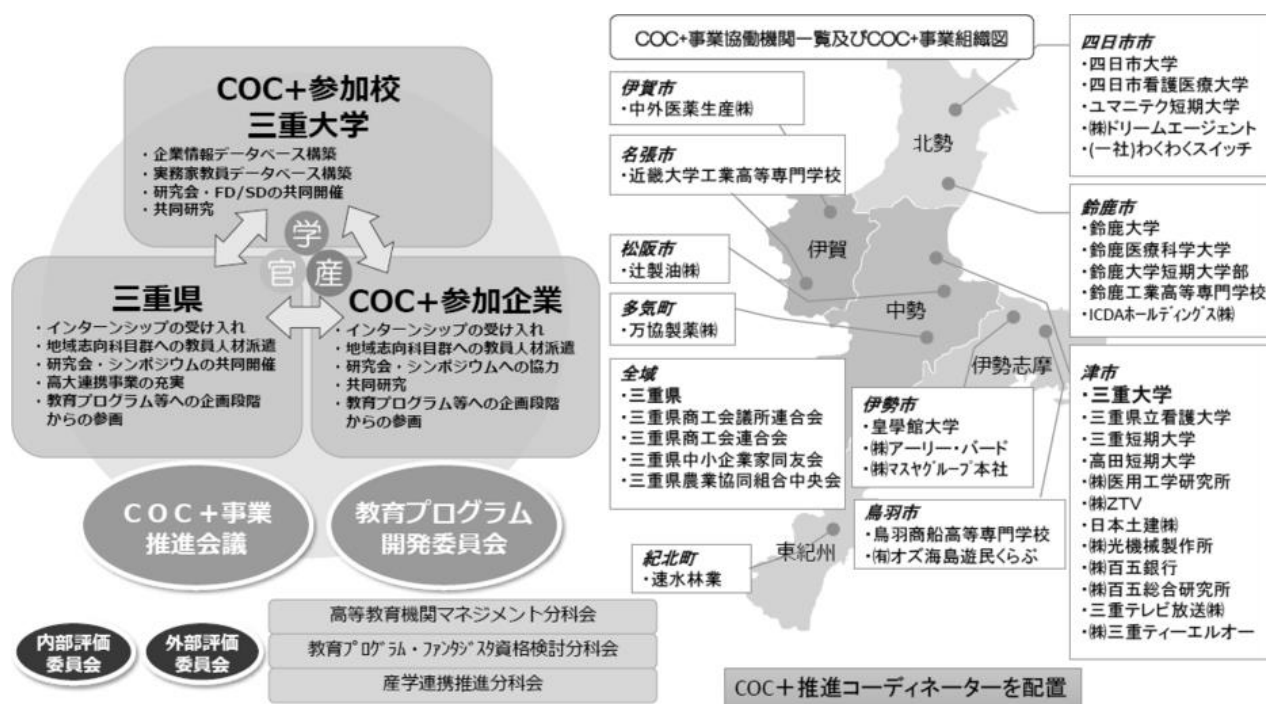 COC+参加校
三重大学
・企業情報データベース構築
・実務家教員データベース構築
・研究会・FD/SDの共同開催
・共同研究
学
官
産
三重県
・インターンシップの受け入れ
・地域志向科目群への教員人材派遣
・研究会・シンポジウムの共同開催
・高大連携事業の充実
・教育プログラム等への企画段階
からの参画
COC+参加企業
・インターンシップの受け入れ
・地域志向科目群への教員人材派遣
・研究会・シンポジウムへの協力
・共同研究
・教育プログラム等への企画段階
からの参画
COC+事業
推進会議
教育プログラム
開発委員会
内部評価
委員会
外部評価
委員会
高等教育機関マネジメント分科会
教育プログラム・ファンタジスタ資格検討分科会
産学連携推進分科会
COC+事業協働機関一覧及びCOC+事業組織図
伊賀市
・中外医薬生産㈱
名張市
・近畿大学工業高等専門学校
松阪市
・辻製油㈱
多気町
・万協製薬㈱
全域
・三重県
・三重県商工会議所連合会
・三重県商工会連合会
・三重県中小企業家同友会
・三重県農業協同組合中央会
紀北町
・速水林業
北勢
伊賀
中勢
伊勢志摩
東紀州
伊勢市
・皇學館大学
・㈱アーリー・バード
・㈱マスヤグループ本社
鳥羽市
・鳥羽商船高等専門学校
・㈲オズ海島遊民くらぶ
四日市市
・四日市大学
・四日市看護医療大学
・ユマニテク短期大学
・㈱ドリームエージェント
・(一社)わくわくスイッチ
鈴鹿市
・鈴鹿大学
・鈴鹿医療科学大学
・鈴鹿大学短期大学部
・鈴鹿工業高等専門学校
・ICDAホールディングス㈱
津市
・三重大学
・三重県立看護大学
・三重短期大学
・高田短期大学
・㈱医用工学研究所
・㈱ZTV
・日本土建㈱
・㈱光機械製作所
・㈱百五銀行
・㈱百五総合研究所
・三重テレビ放送㈱
・㈱三重ティーエルオー
COC+推進コーディネーターを配置